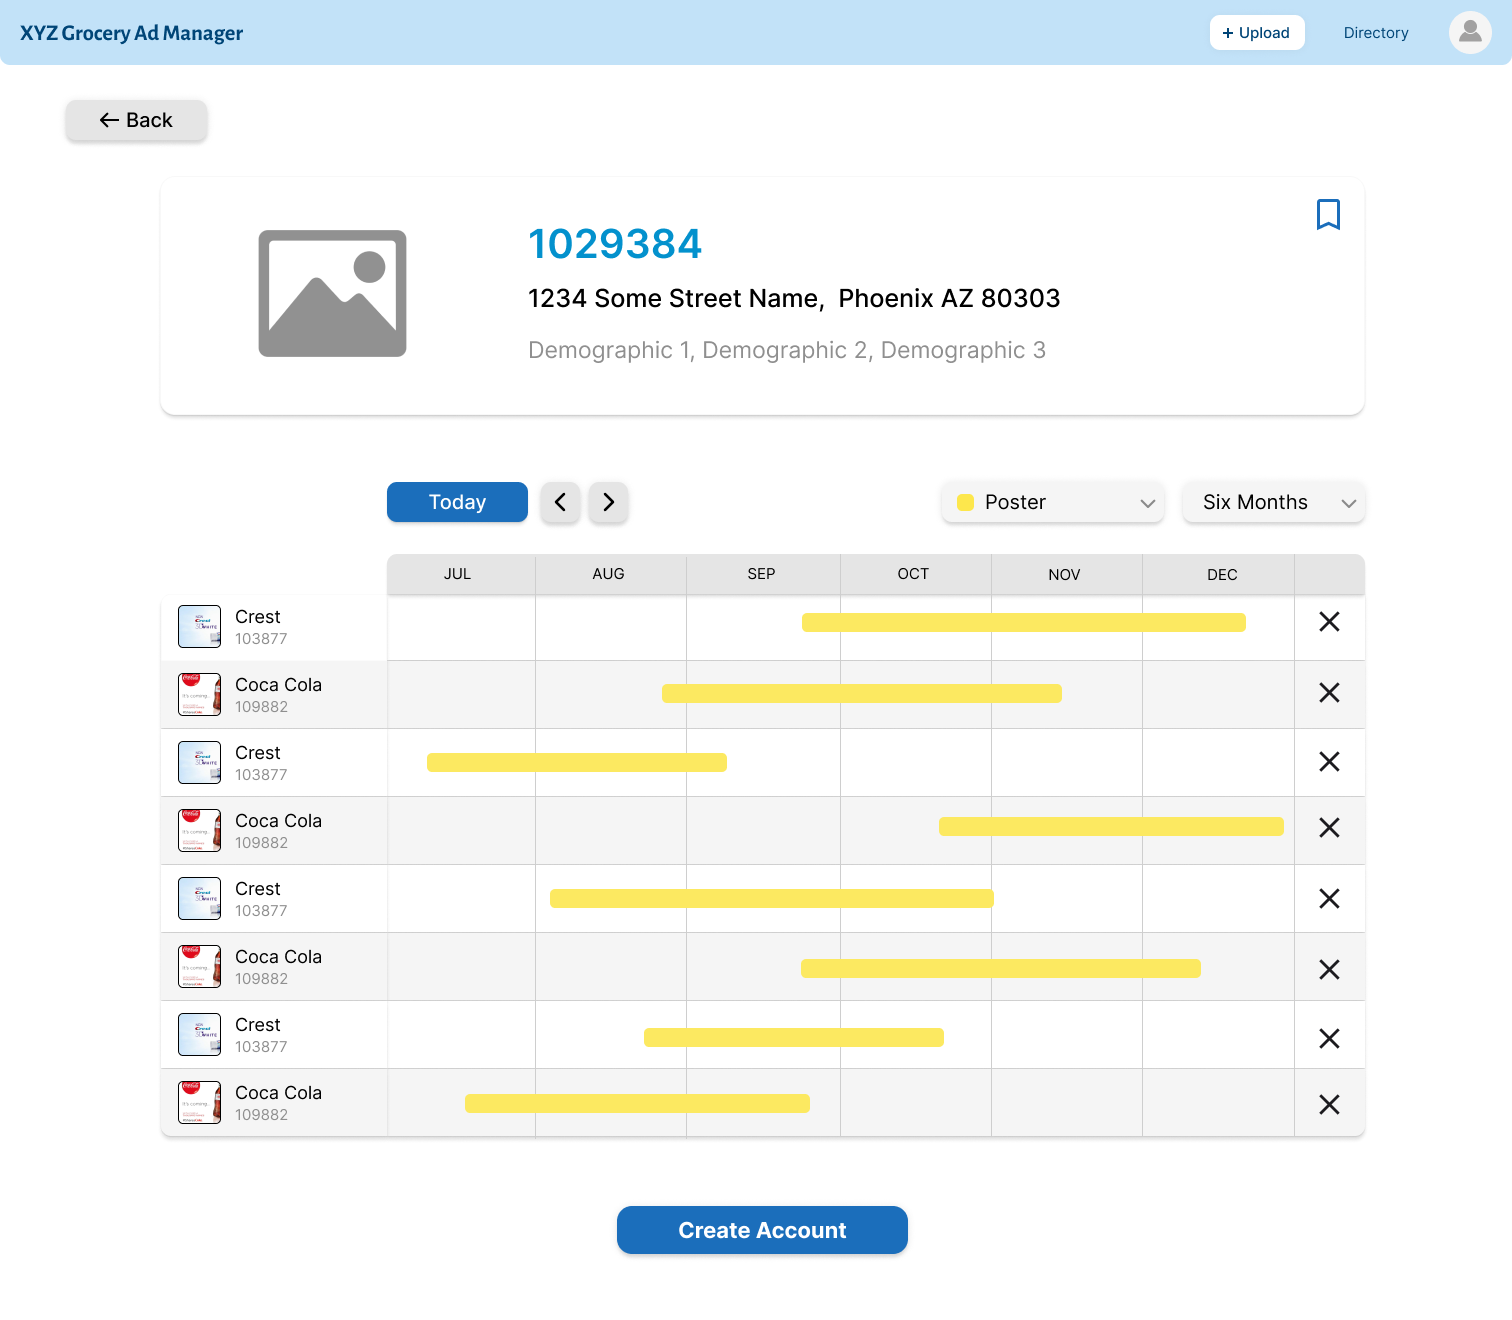 XYZ Grocery Ad Manager
+ Upload
Directory
← Back
1029384
1234 Some Street Name,  Phoenix AZ 80303
Demographic 1, Demographic 2, Demographic 3
Today
Poster
Six Months
JUL AUG SEP OCT NOV DEC
Crest
103877
Coca Cola
109882
Crest
103877
Coca Cola
109882
Crest
103877
Coca Cola
109882
Crest
103877
Coca Cola
109882
Create Account